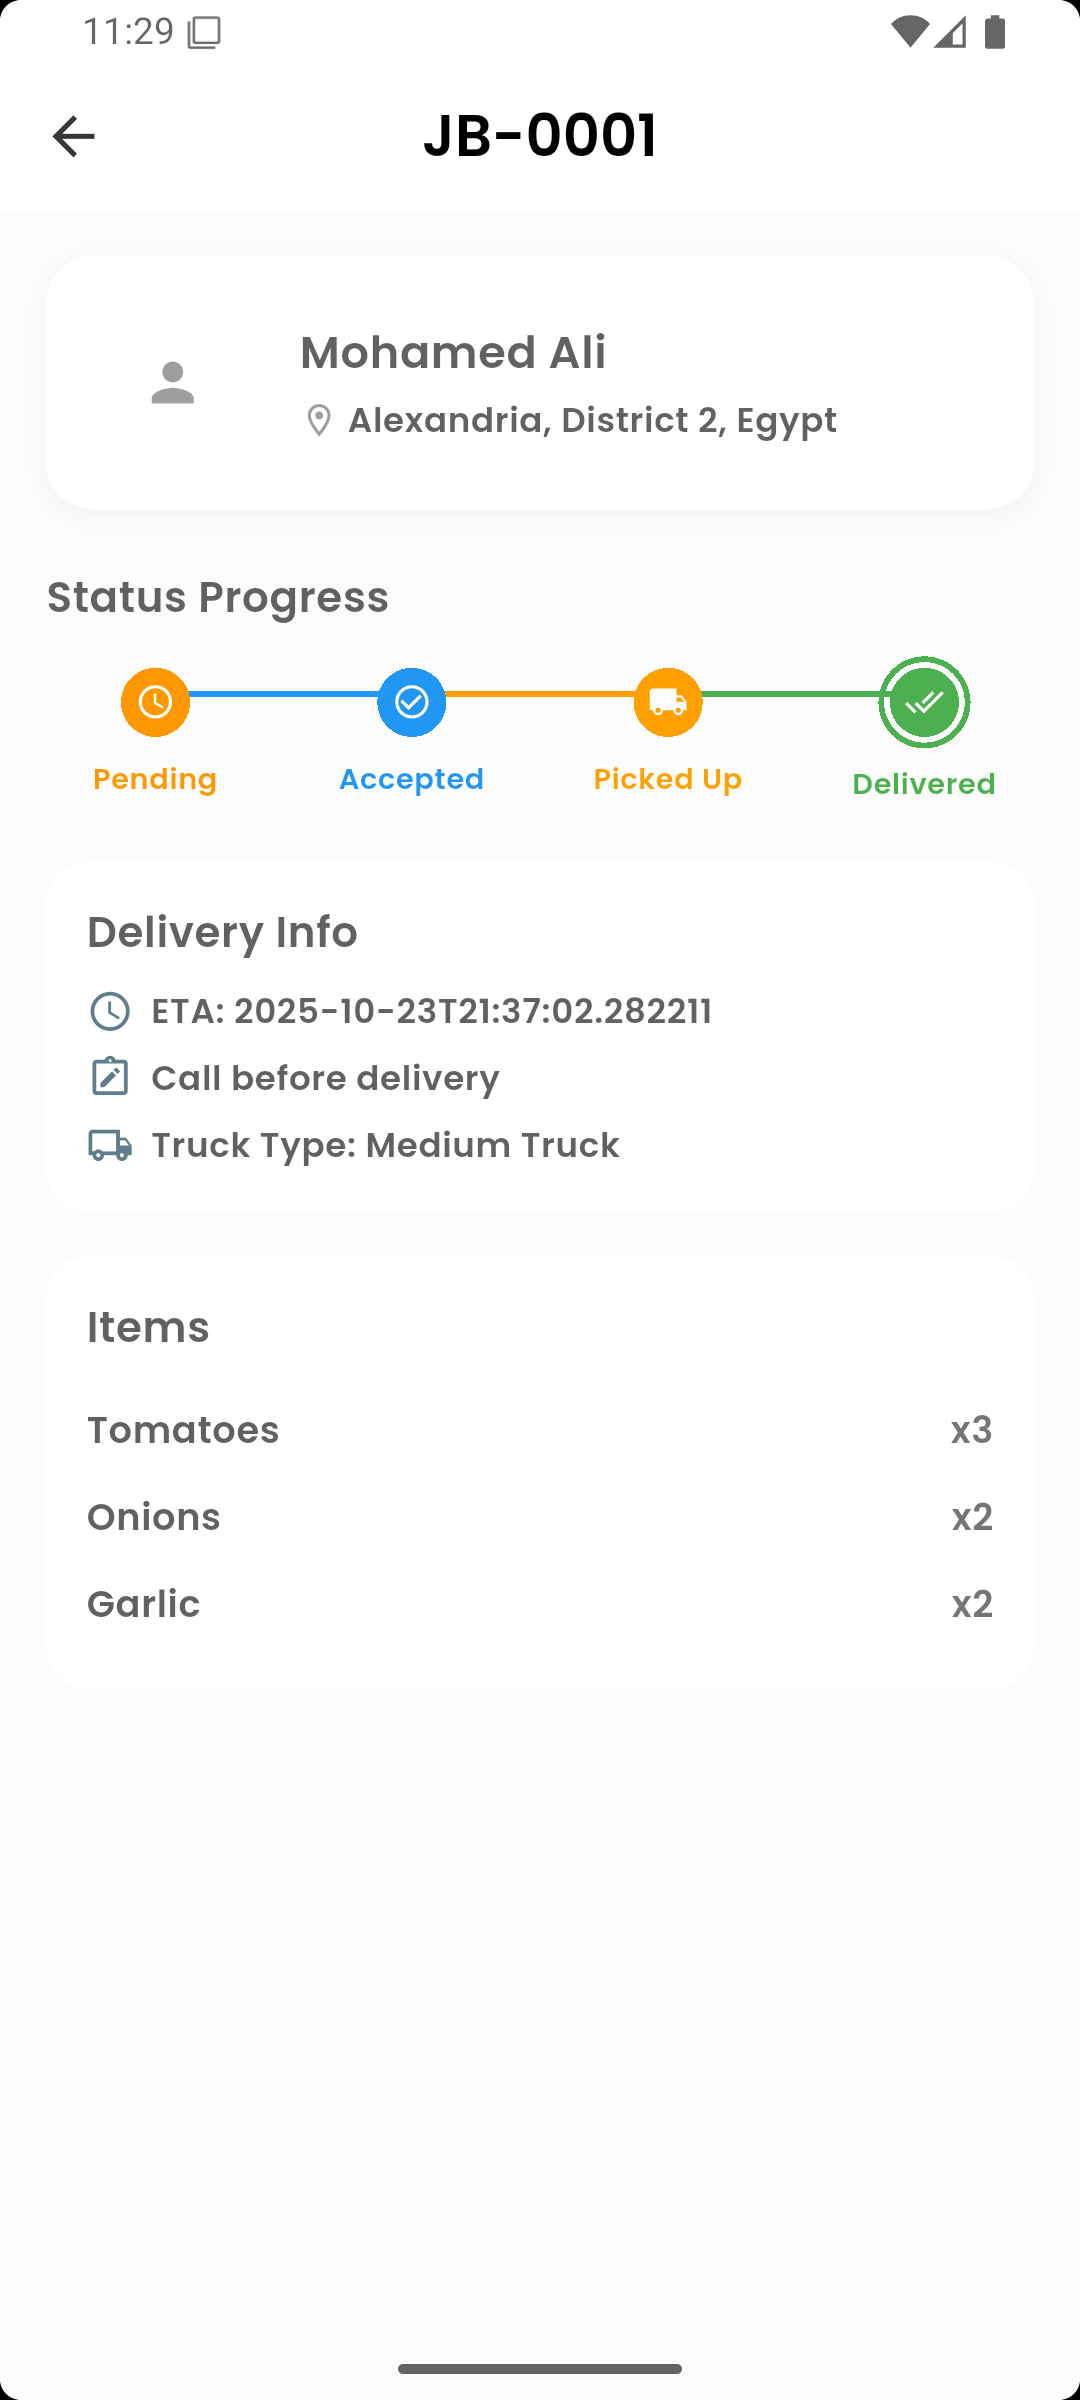 11:29
JB-0001
Mohamed Ali
Alexandria, District 2, Egypt
Status Progress
Pending
Accepted
Picked Up
Delivered
Delivery Info
ETA: 2025-10-23T21:37:02.282211
Call before delivery
Truck Type: Medium Truck
Items
Tomatoes x3
Onions x2
Garlic x2